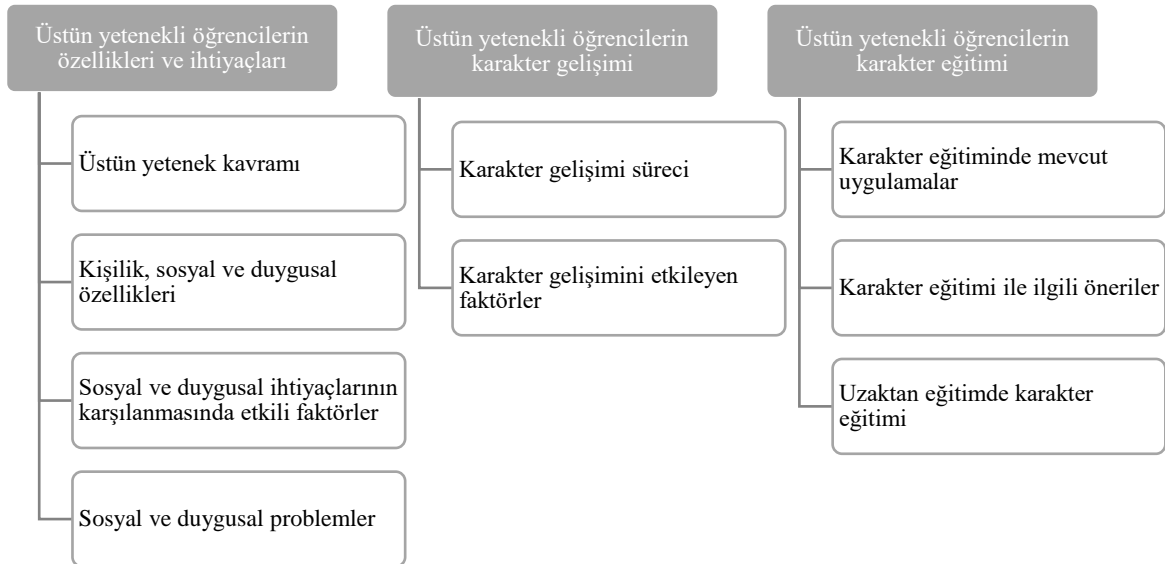 Üstün yetenekli öğrencilerin
özellikleri ve ihtiyaçları
Üstün yetenek kavramı
Kişilik, sosyal ve duygusal
özellikleri
Sosyal ve duygusal ihtiyaçlarının
karşılanmasında etkili faktörler
Sosyal ve duygusal problemler
Üstün yetenekli öğrencilerin
karakter gelişimi
Karakter gelişimi süreci
Karakter gelişimini etkileyen
faktörler
Üstün yetenekli öğrencilerin
karakter eğitimi
Karakter eğitiminde mevcut
uygulamalar
Karakter eğitimi ile ilgili öneriler
Uzaktan eğitimde karakter
eğitimi